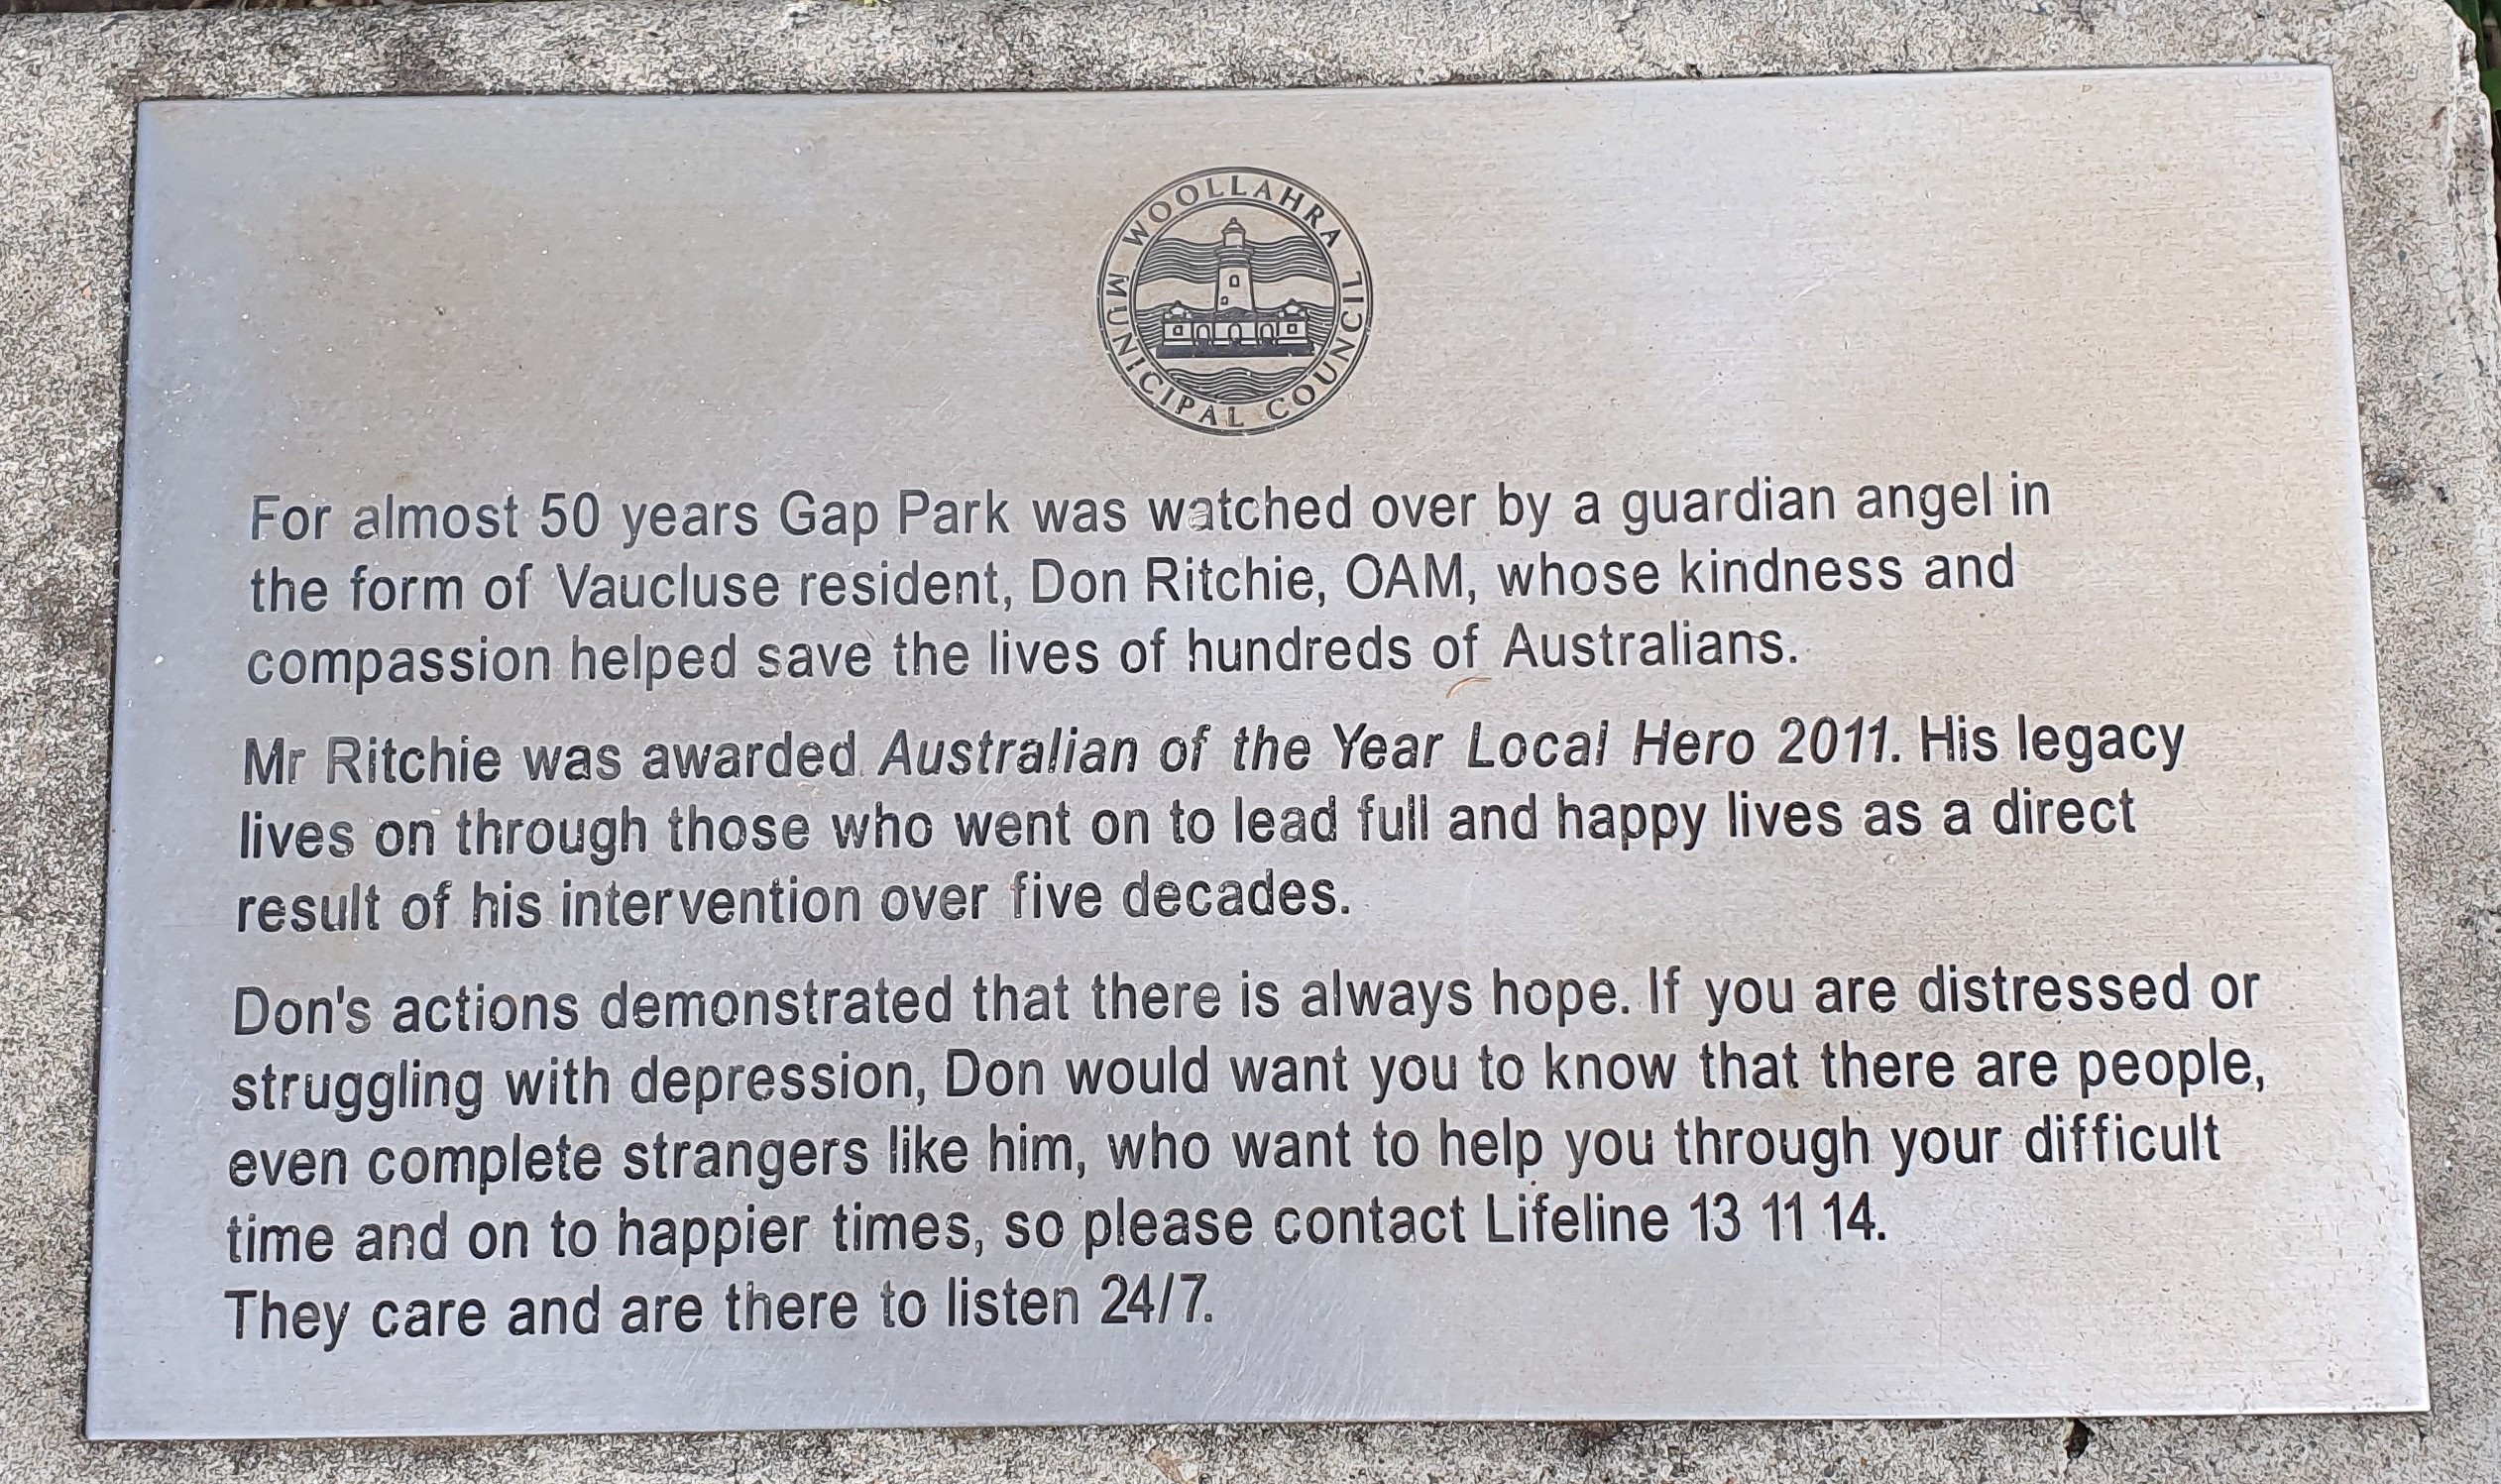 WOOLLAHRA
MUNICIPAL COUNCIL
For almost 50 years Gap Park was watched over by a guardian angel in
the form of Vaucluse resident, Don Ritchie, OAM, whose kindness and
compassion helped save the lives of hundreds of Australians.
Mr Ritchie was awarded Australian of the Year Local Hero 2011. His legacy
lives on through those who went on to lead full and happy lives as a direct
result of his intervention over five decades.
Don's actions demonstrated that there is always hope. If you are distressed or
struggling with depression, Don would want you to know that there are people,
even complete strangers like him, who want to help you through your difficult
time and on to happier times, so please contact Lifeline 13 11 14.
They care and are there to listen 24/7.